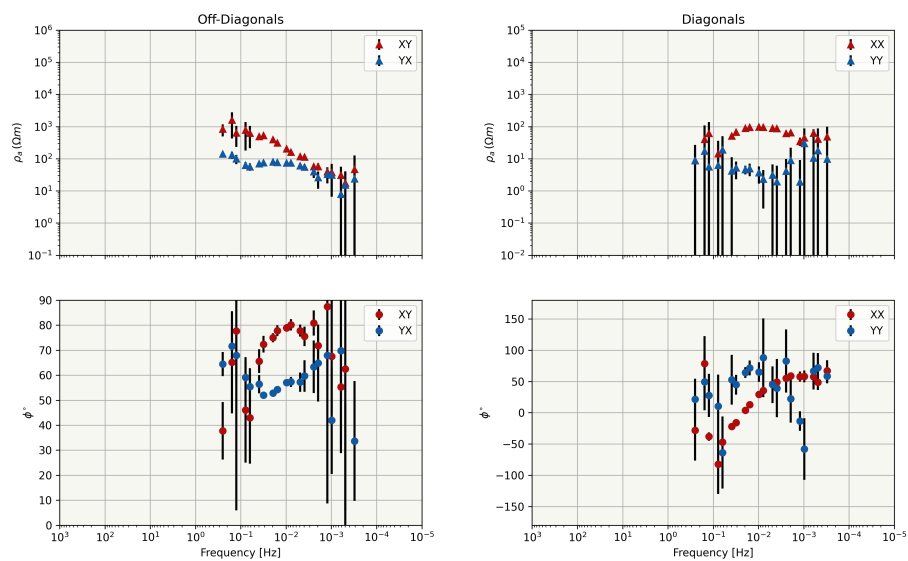 Off-Diagonals
10⁶
10⁵
10⁴
10³
10²
10¹
10⁰
10⁻¹
ρₐ (Ωm)
XY
YX
Diagonals
10⁵
10⁴
10³
10²
10¹
10⁰
10⁻¹
10⁻²
ρₐ (Ωm)
XX
YY
90
80
70
60
50
40
30
20
10
0
ϕ°
XY
YX
10³ 10² 10¹ 10⁰ 10⁻¹ 10⁻² 10⁻³ 10⁻⁴ 10⁻⁵
Frequency [Hz]
150
100
50
0
−50
−100
−150
ϕ°
XX
YY
10³ 10² 10¹ 10⁰ 10⁻¹ 10⁻² 10⁻³ 10⁻⁴ 10⁻⁵
Frequency [Hz]